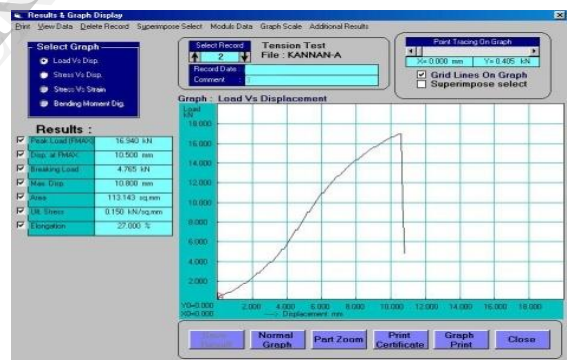 Results & Graph Display
Print View Data Delete Record Superimpose Select Moduls Data Graph Scale Additional Results
Select Graph
Load Vs Disp.
Stress Vs Disp.
Stress Vs Strain
Bending Moment Dig.
Select Record
2
Tension Test
File : KANNAN-A
Record Date
Comment :
Point Tracing On Graph
X= 0.000 mm Y= 0.405 kN
Grid Lines On Graph
Superimpose select
Results :
Peak Load (FMAX) 16.940 kN
Disp. at FMAX 10.500 mm
Breaking Load 4.765 kN
Max. Disp. 10.800 mm
Area 113.143 sq.mm
Ult. Stress 0.150 kN/sq.mm
Elongation 27.000 %
Graph : Load Vs Displacement
Load
kN
18.000
16.000
14.000
12.000
10.000
8.000
6.000
4.000
2.000
Y0=0.000 2.000 4.000 6.000 8.000 10.000 12.000 14.000 16.000 18.000
X0=0.000 ---> Displacement mm
Normal Graph
Part Zoom
Print Certificate
Graph Print
Close